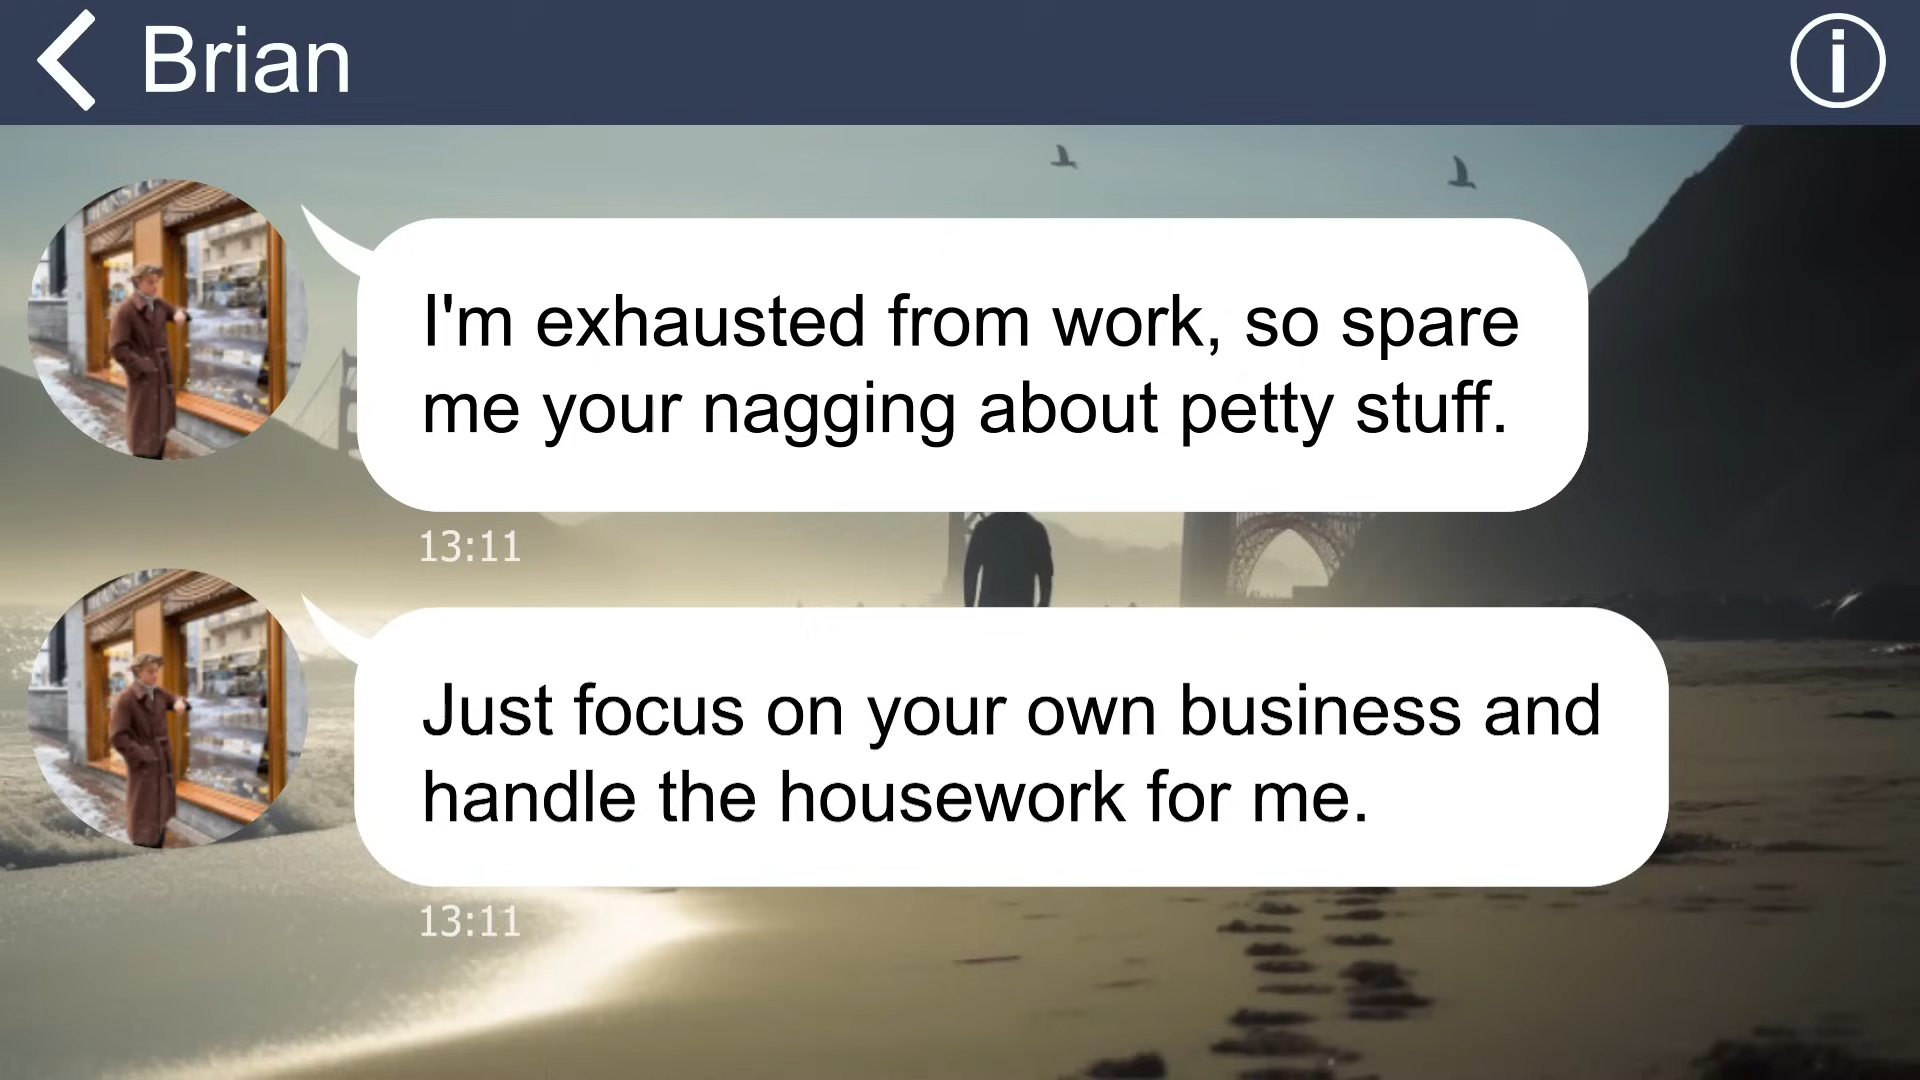 Brian
I'm exhausted from work, so spare
me your nagging about petty stuff.
13:11
Just focus on your own business and
handle the housework for me.
13:11